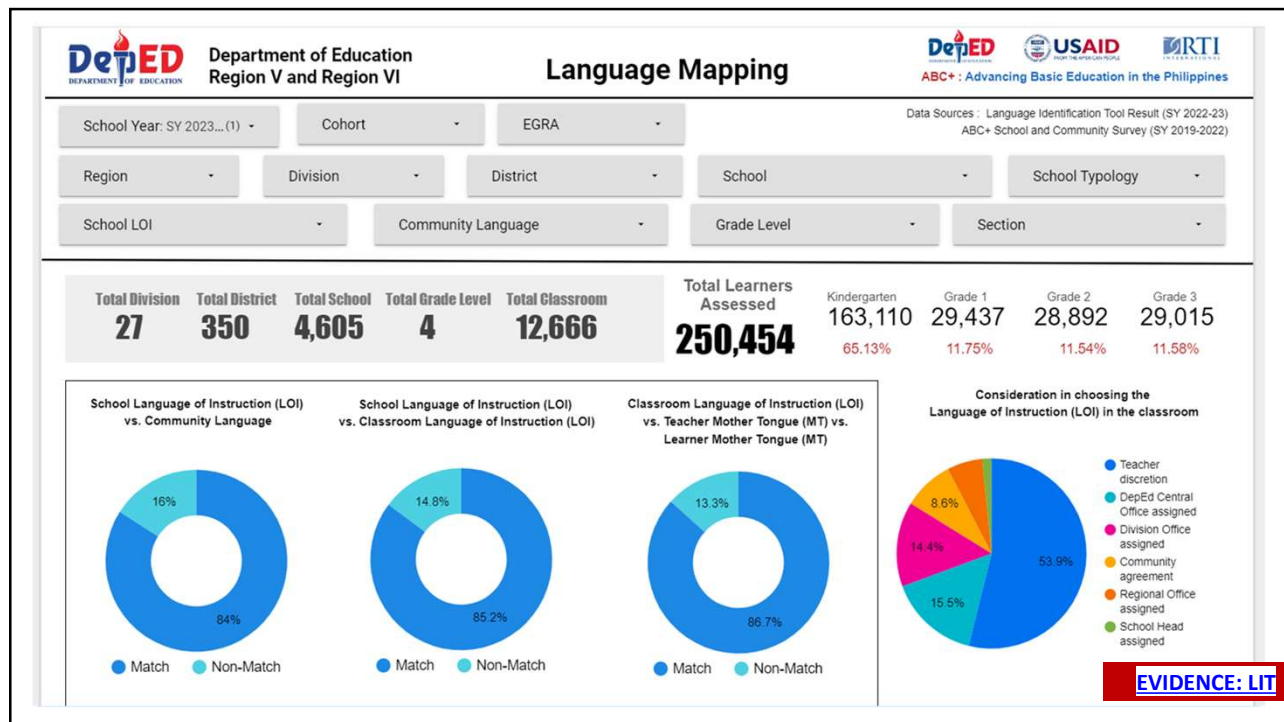 DepED
DEPARTMENT OF EDUCATION
Department of Education
Region V and Region VI
Language Mapping
DepED
USAID
FROM THE AMERICAN PEOPLE
RTI
INTERNATIONAL
ABC+ : Advancing Basic Education in the Philippines
School Year: SY 2023... (1)
Cohort
EGRA
Data Sources : Language Identification Tool Result (SY 2022-23)
ABC+ School and Community Survey (SY 2019-2022)
Region
Division
District
School
School Typology
School LOI
Community Language
Grade Level
Section
Total Division
27
Total District
350
Total School
4,605
Total Grade Level
4
Total Classroom
12,666
Total Learners
Assessed
250,454
Kindergarten
163,110
65.13%
Grade 1
29,437
11.75%
Grade 2
28,892
11.54%
Grade 3
29,015
11.58%
School Language of Instruction (LOI)
vs. Community Language
16%
84%
Match
Non-Match
School Language of Instruction (LOI)
vs. Classroom Language of Instruction (LOI)
14.8%
85.2%
Match
Non-Match
Classroom Language of Instruction (LOI)
vs. Teacher Mother Tongue (MT) vs.
Learner Mother Tongue (MT)
13.3%
86.7%
Match
Non-Match
Consideration in choosing the
Language of Instruction (LOI) in the classroom
8.6%
14.4%
15.5%
53.9%
Teacher
discretion
DepEd Central
Office assigned
Division Office
assigned
Community
agreement
Regional Office
assigned
School Head
assigned
EVIDENCE: LIT